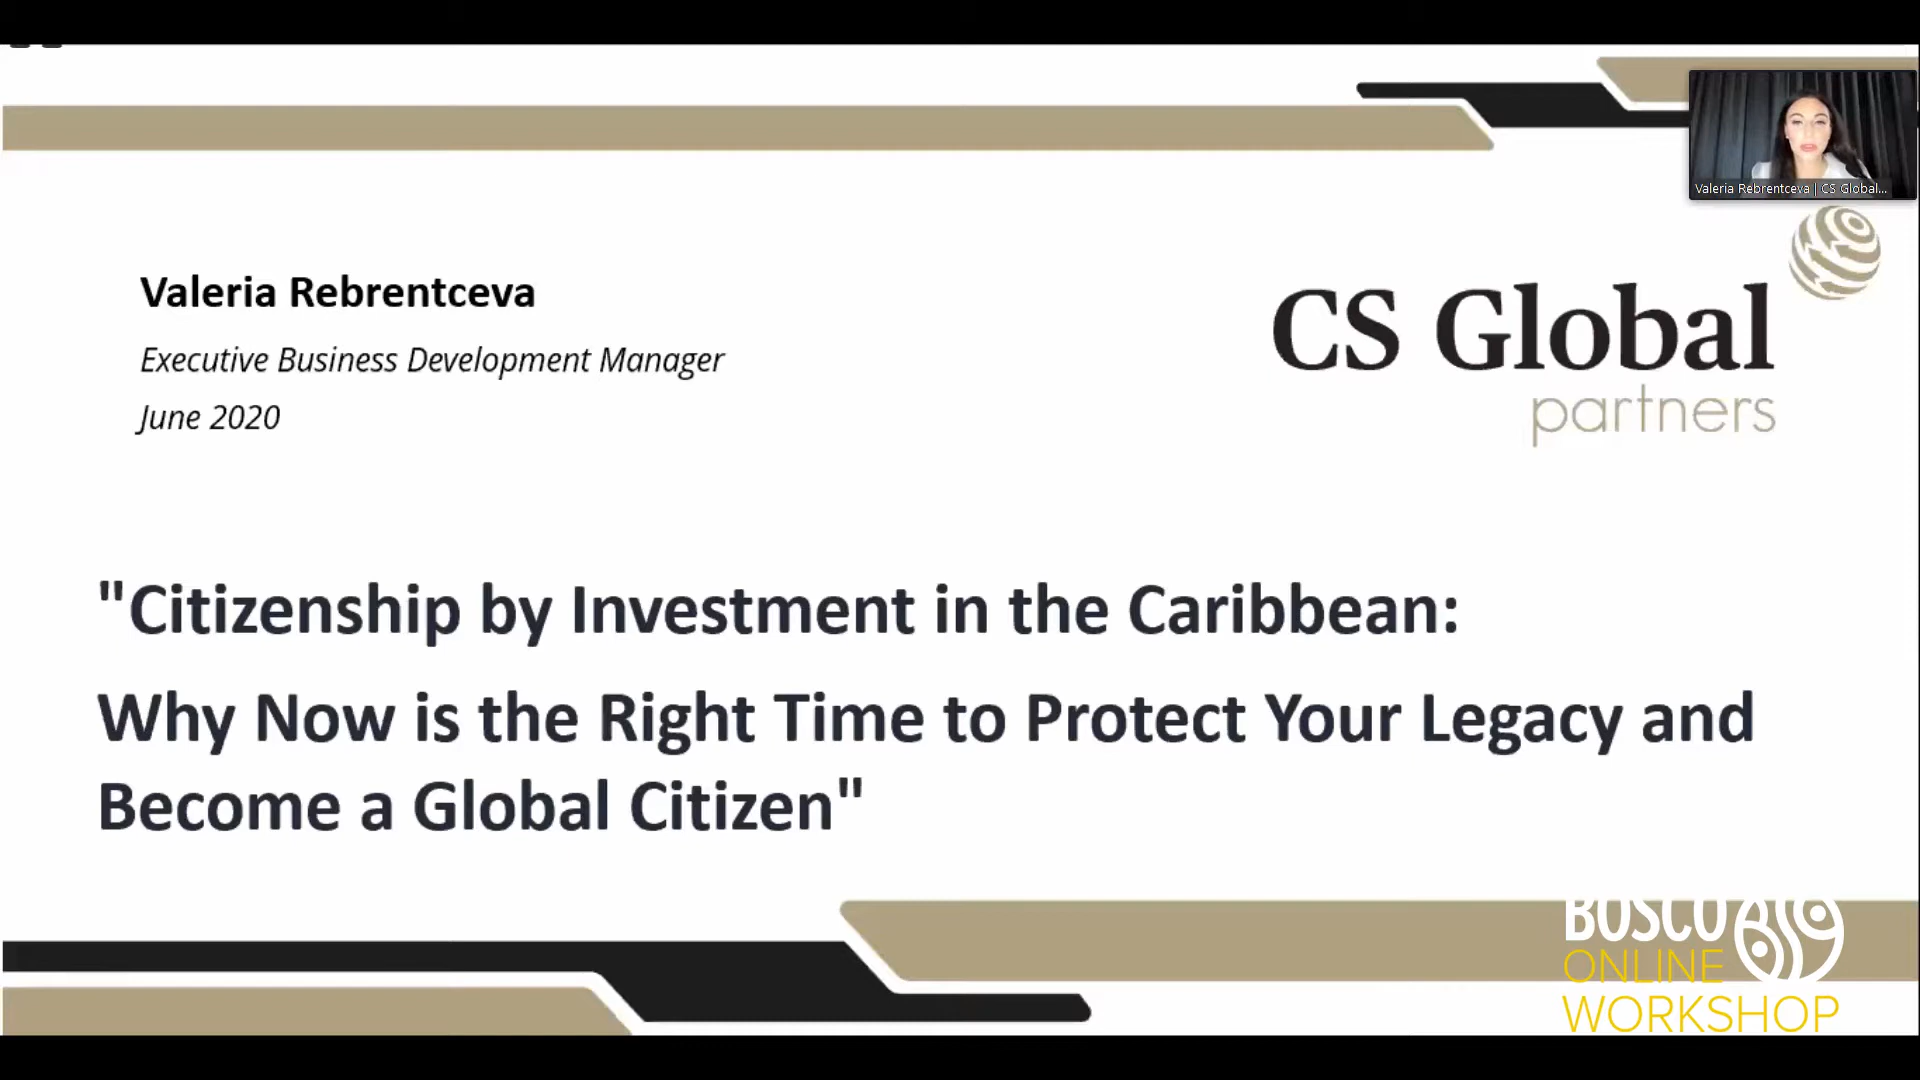 Valeria Rebrentceva | CS Global...
Valeria Rebrentceva
Executive Business Development Manager
June 2020
CS Global
partners
"Citizenship by Investment in the Caribbean:
Why Now is the Right Time to Protect Your Legacy and
Become a Global Citizen"
BOSCO
ONLINE
WORKSHOP